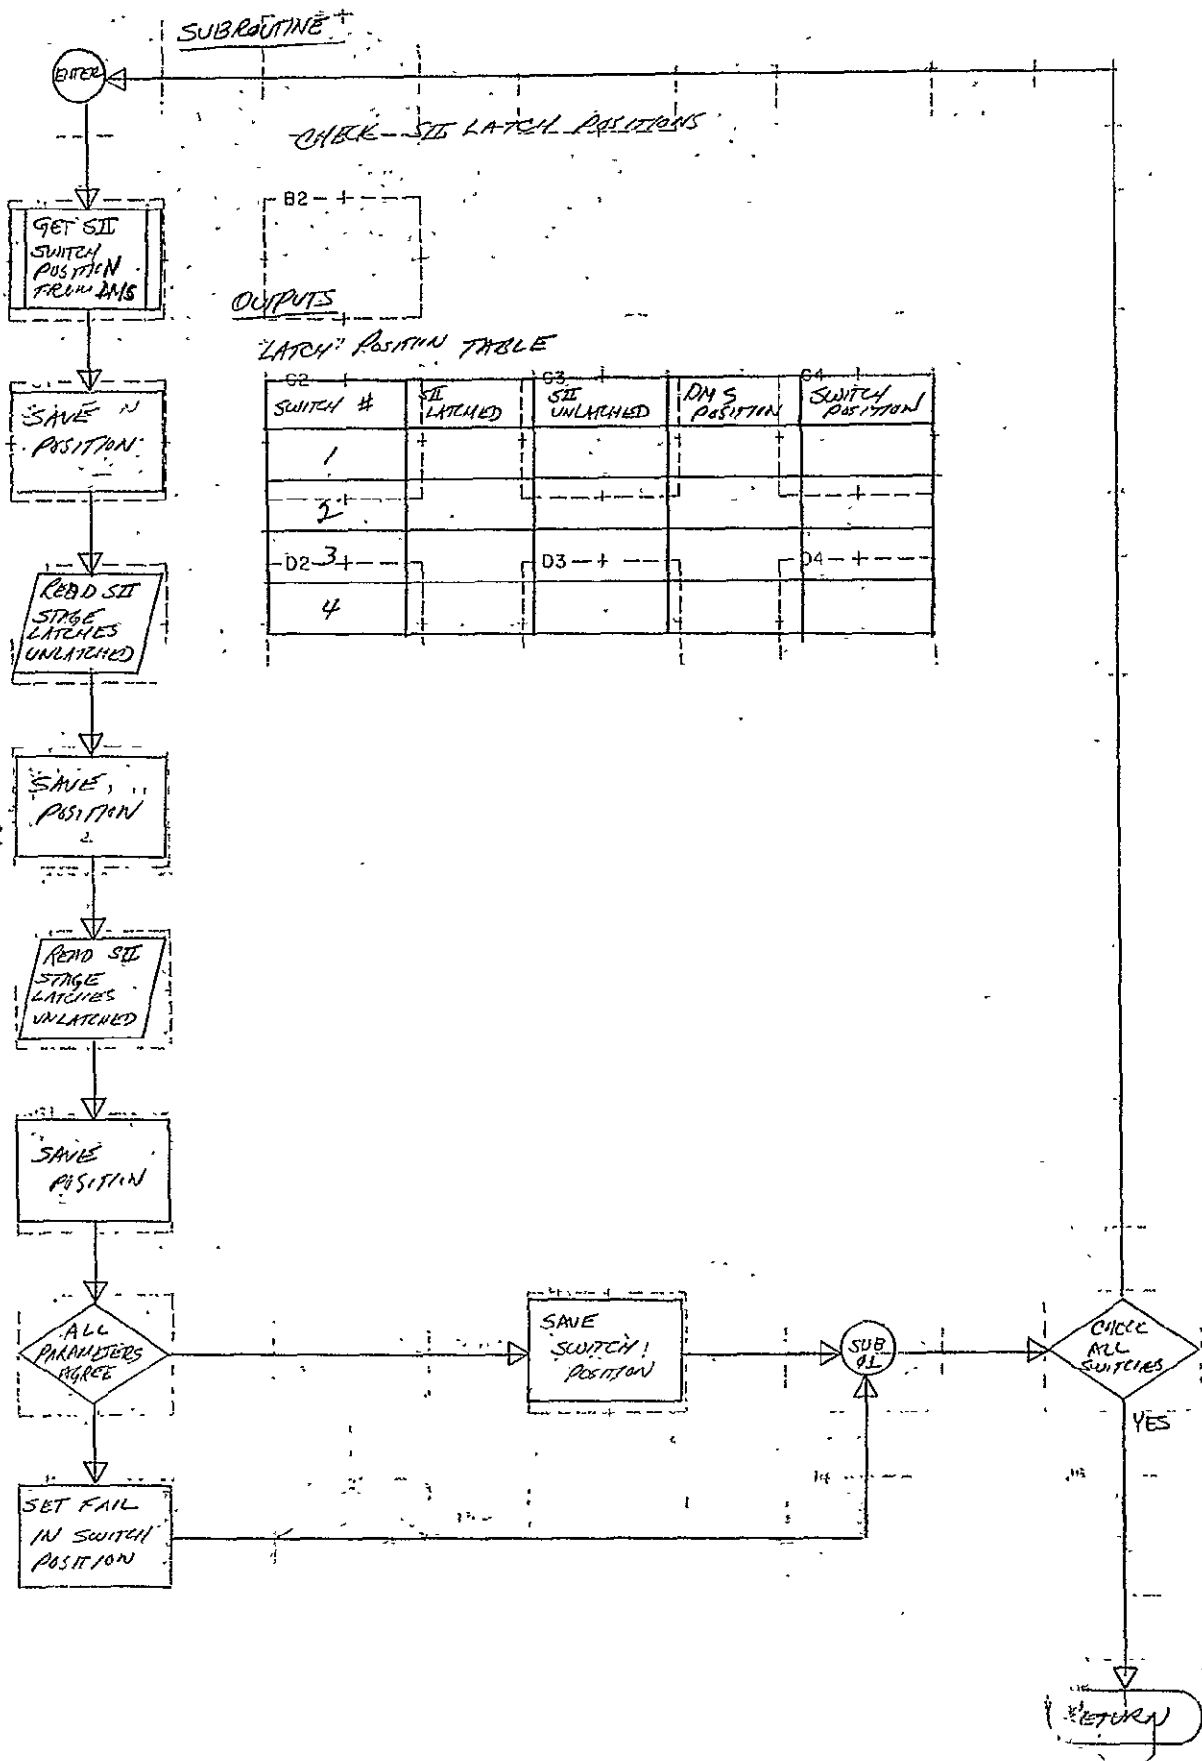 SUBROUTINE
ENTER
CHECK SII LATCH POSITIONS
GET SII
SWITCH
POSITION
FROM DMS
B2
OUTPUTS
"LATCH" POSITION TABLE
C2
C3
C4
SWITCH #
SII
LATCHED
SII
UNLATCHED
DMS
POSITION
SWITCH
POSITION
1
2
D2
3
D3
D4
4
SAVE
POSITION
READ SII
STAGE
LATCHES
UNLATCHED
SAVE
POSITION
READ SII
STAGE
LATCHES
UNLATCHED
SAVE
POSITION
ALL
PARAMETERS
AGREE
SAVE
SWITCH
POSITION
SUB
01
CHECK
ALL
SWITCHES
YES
SET FAIL
IN SWITCH
POSITION
RETURN